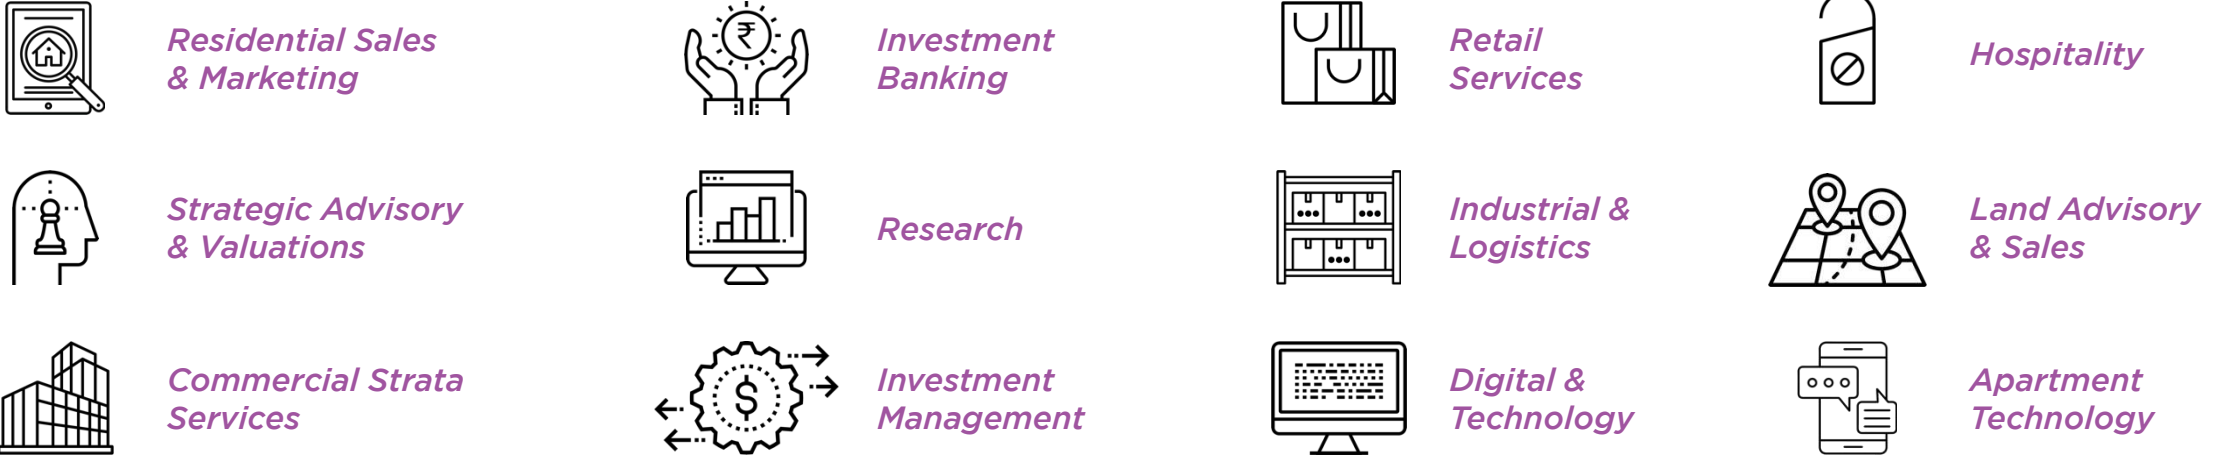 Residential Sales
& Marketing
₹
Investment
Banking
Retail
Services
Hospitality
Strategic Advisory
& Valuations
Research
Industrial &
Logistics
Land Advisory
& Sales
Commercial Strata
Services
$
Investment
Management
Digital &
Technology
Apartment
Technology